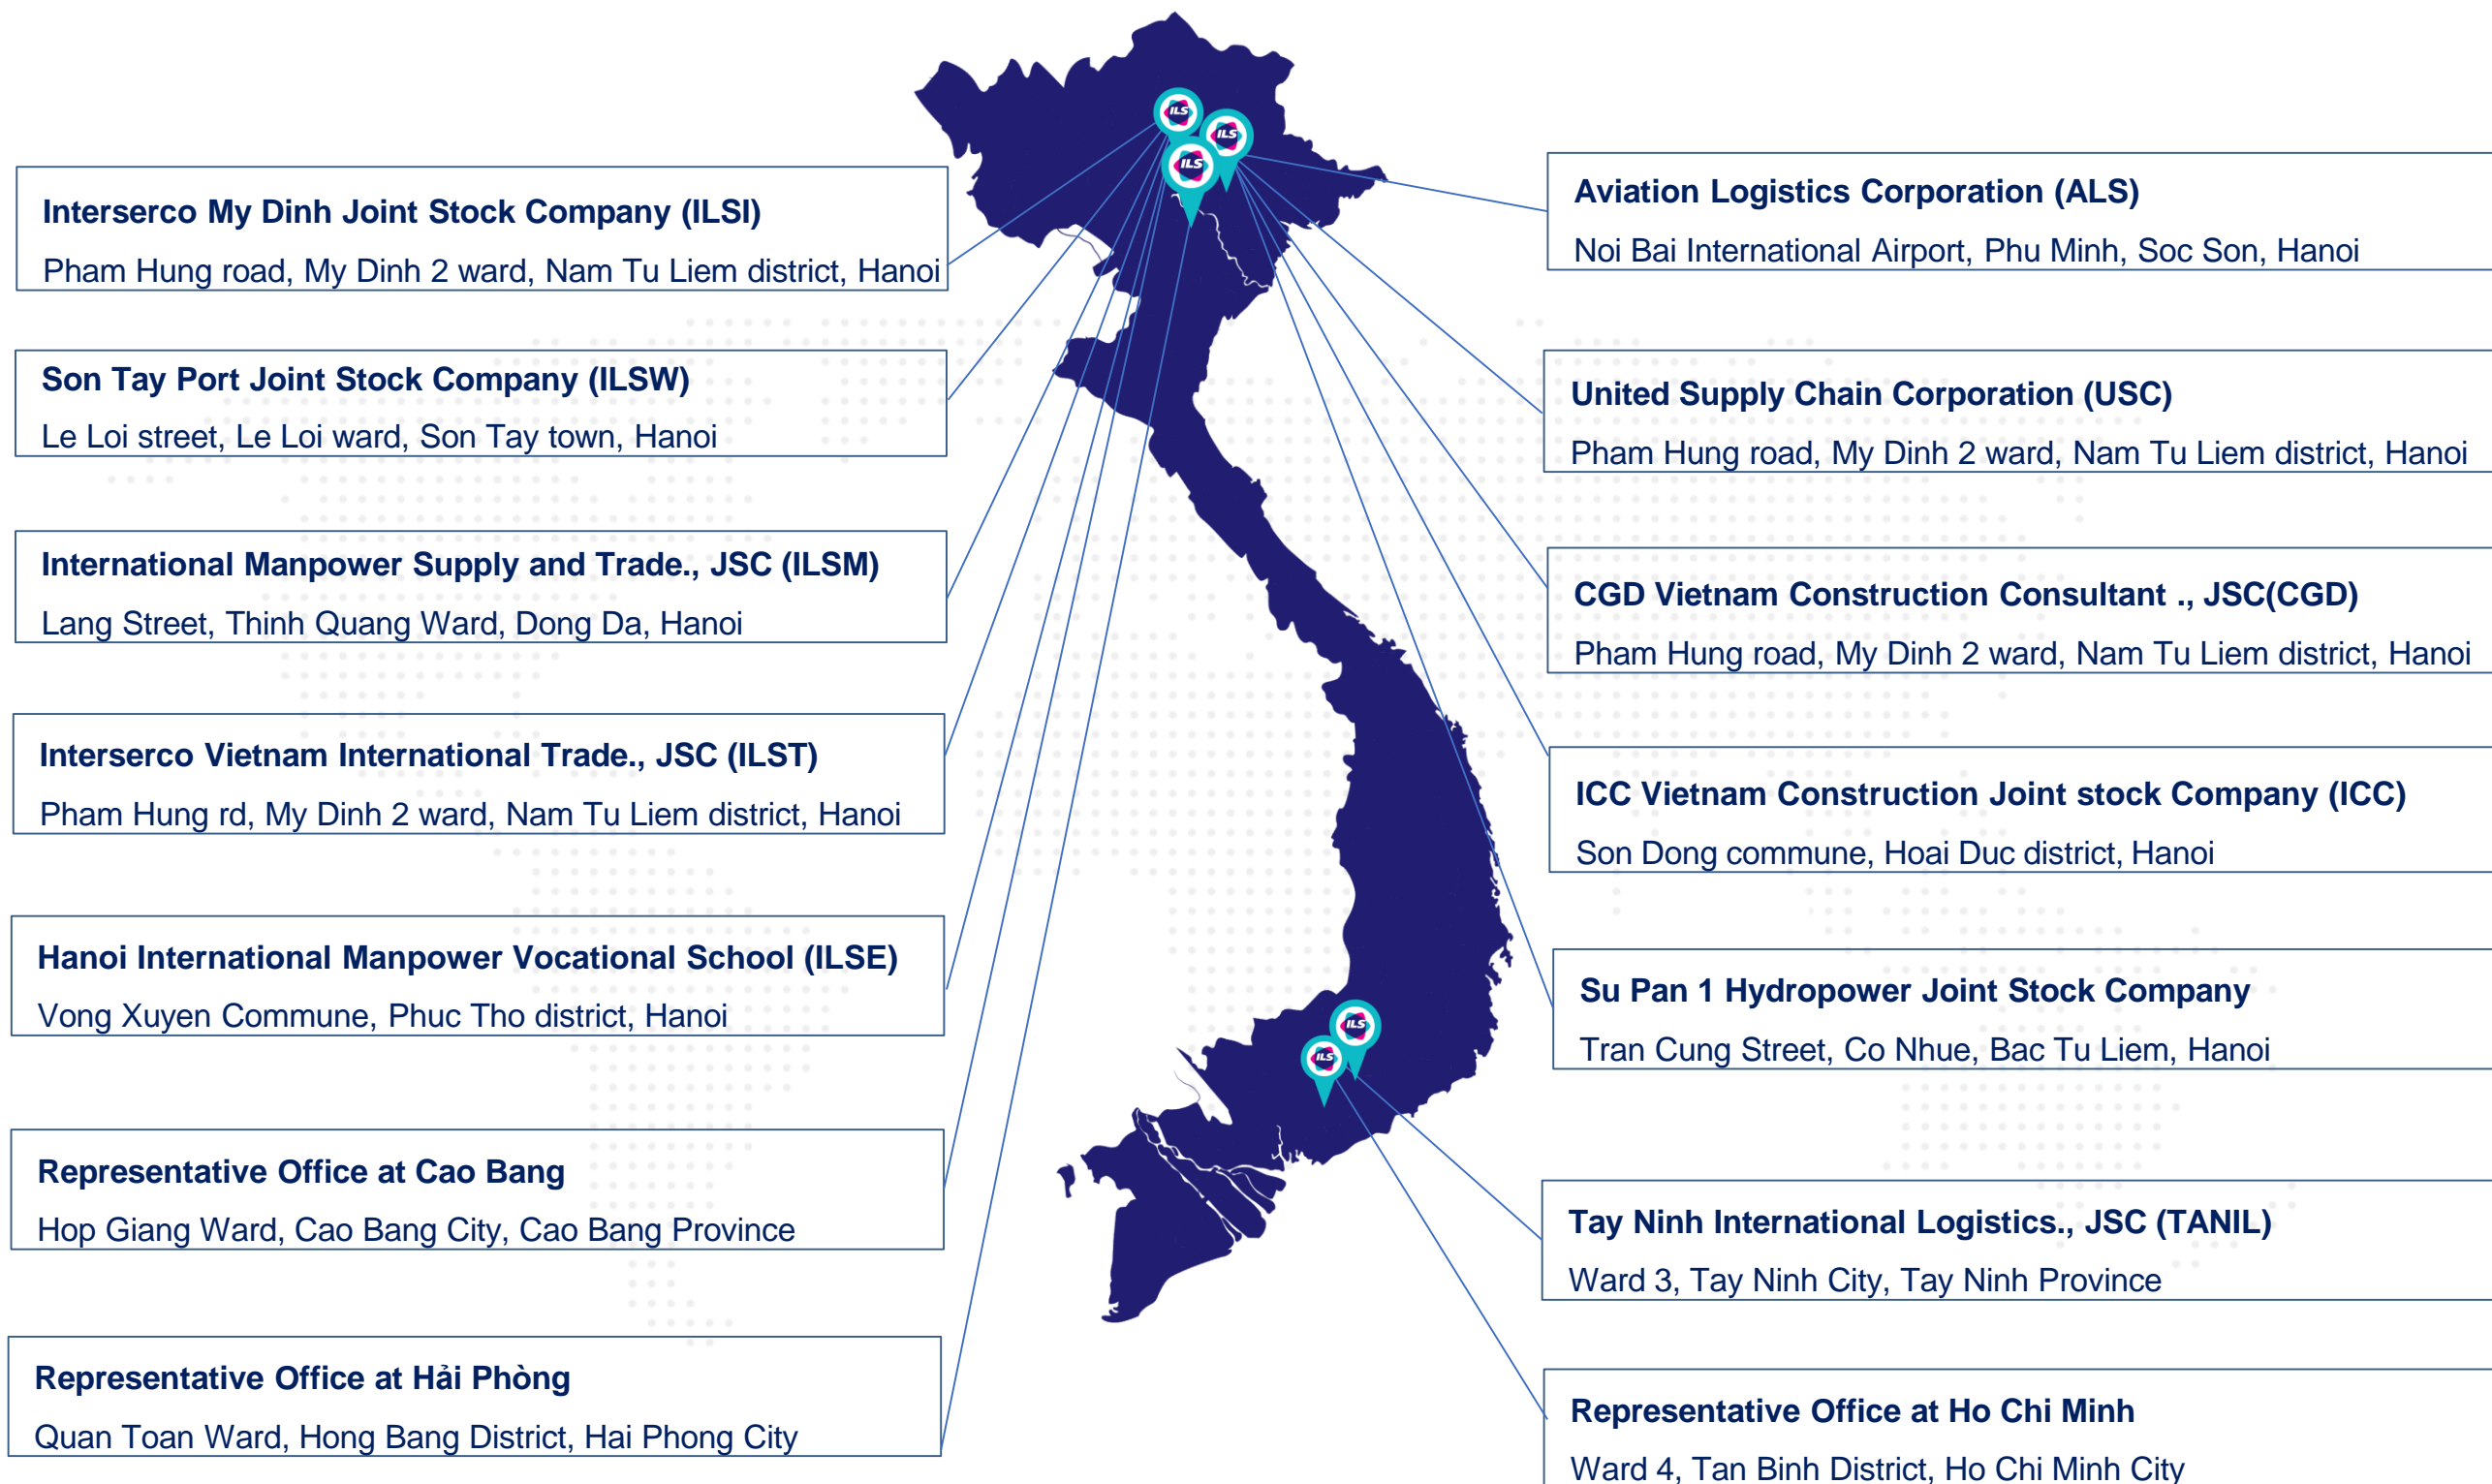 Interserco My Dinh Joint Stock Company (ILSI)
Pham Hung road, My Dinh 2 ward, Nam Tu Liem district, Hanoi
Son Tay Port Joint Stock Company (ILSW)
Le Loi street, Le Loi ward, Son Tay town, Hanoi
International Manpower Supply and Trade., JSC (ILSM)
Lang Street, Thinh Quang Ward, Dong Da, Hanoi
Interserco Vietnam International Trade., JSC (ILST)
Pham Hung rd, My Dinh 2 ward, Nam Tu Liem district, Hanoi
Hanoi International Manpower Vocational School (ILSE)
Vong Xuyen Commune, Phuc Tho district, Hanoi
Representative Office at Cao Bang
Hop Giang Ward, Cao Bang City, Cao Bang Province
Representative Office at Hải Phòng
Quan Toan Ward, Hong Bang District, Hai Phong City
ILS
ILS
ILS
ILS
ILS
Aviation Logistics Corporation (ALS)
Noi Bai International Airport, Phu Minh, Soc Son, Hanoi
United Supply Chain Corporation (USC)
Pham Hung road, My Dinh 2 ward, Nam Tu Liem district, Hanoi
CGD Vietnam Construction Consultant ., JSC(CGD)
Pham Hung road, My Dinh 2 ward, Nam Tu Liem district, Hanoi
ICC Vietnam Construction Joint stock Company (ICC)
Son Dong commune, Hoai Duc district, Hanoi
Su Pan 1 Hydropower Joint Stock Company
Tran Cung Street, Co Nhue, Bac Tu Liem, Hanoi
Tay Ninh International Logistics., JSC (TANIL)
Ward 3, Tay Ninh City, Tay Ninh Province
Representative Office at Ho Chi Minh
Ward 4, Tan Binh District, Ho Chi Minh City